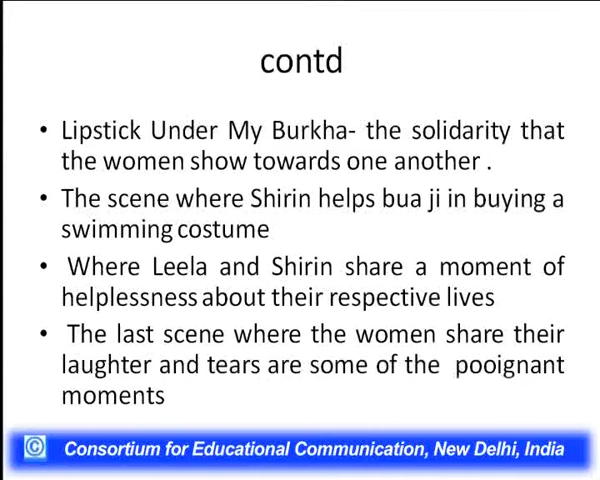 contd
• Lipstick Under My Burkha- the solidarity that
the women show towards one another .
• The scene where Shirin helps bua ji in buying a
swimming costume
• Where Leela and Shirin share a moment of
helplessness about their respective lives
• The last scene where the women share their
laughter and tears are some of the pooignant
moments
© Consortium for Educational Communication, New Delhi, India